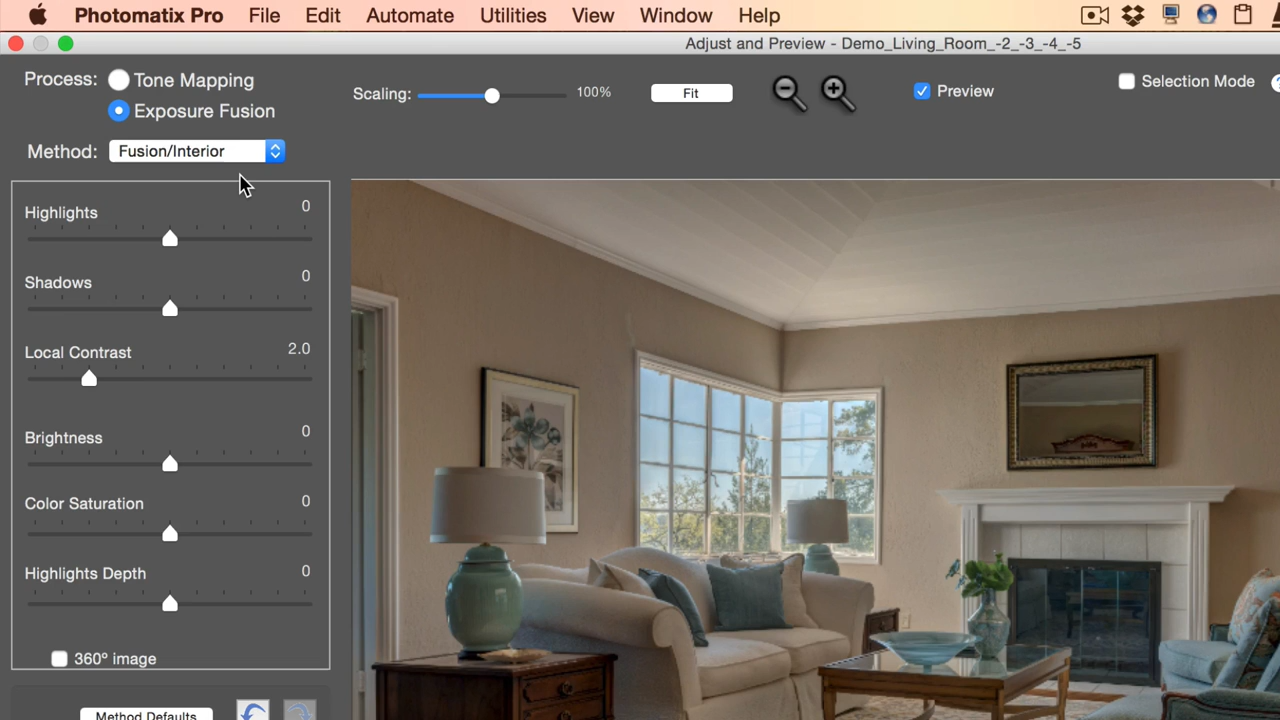 Photomatix Pro File Edit Automate Utilities View Window Help
Adjust and Preview - Demo_Living_Room_-2_-3_-4_-5
Process: Tone Mapping
Exposure Fusion
Scaling: 100% Fit Preview Selection Mode ?
Method: Fusion/Interior
Highlights 0
Shadows 0
Local Contrast 2.0
Brightness 0
Color Saturation 0
Highlights Depth 0
360º image
Method Defaults